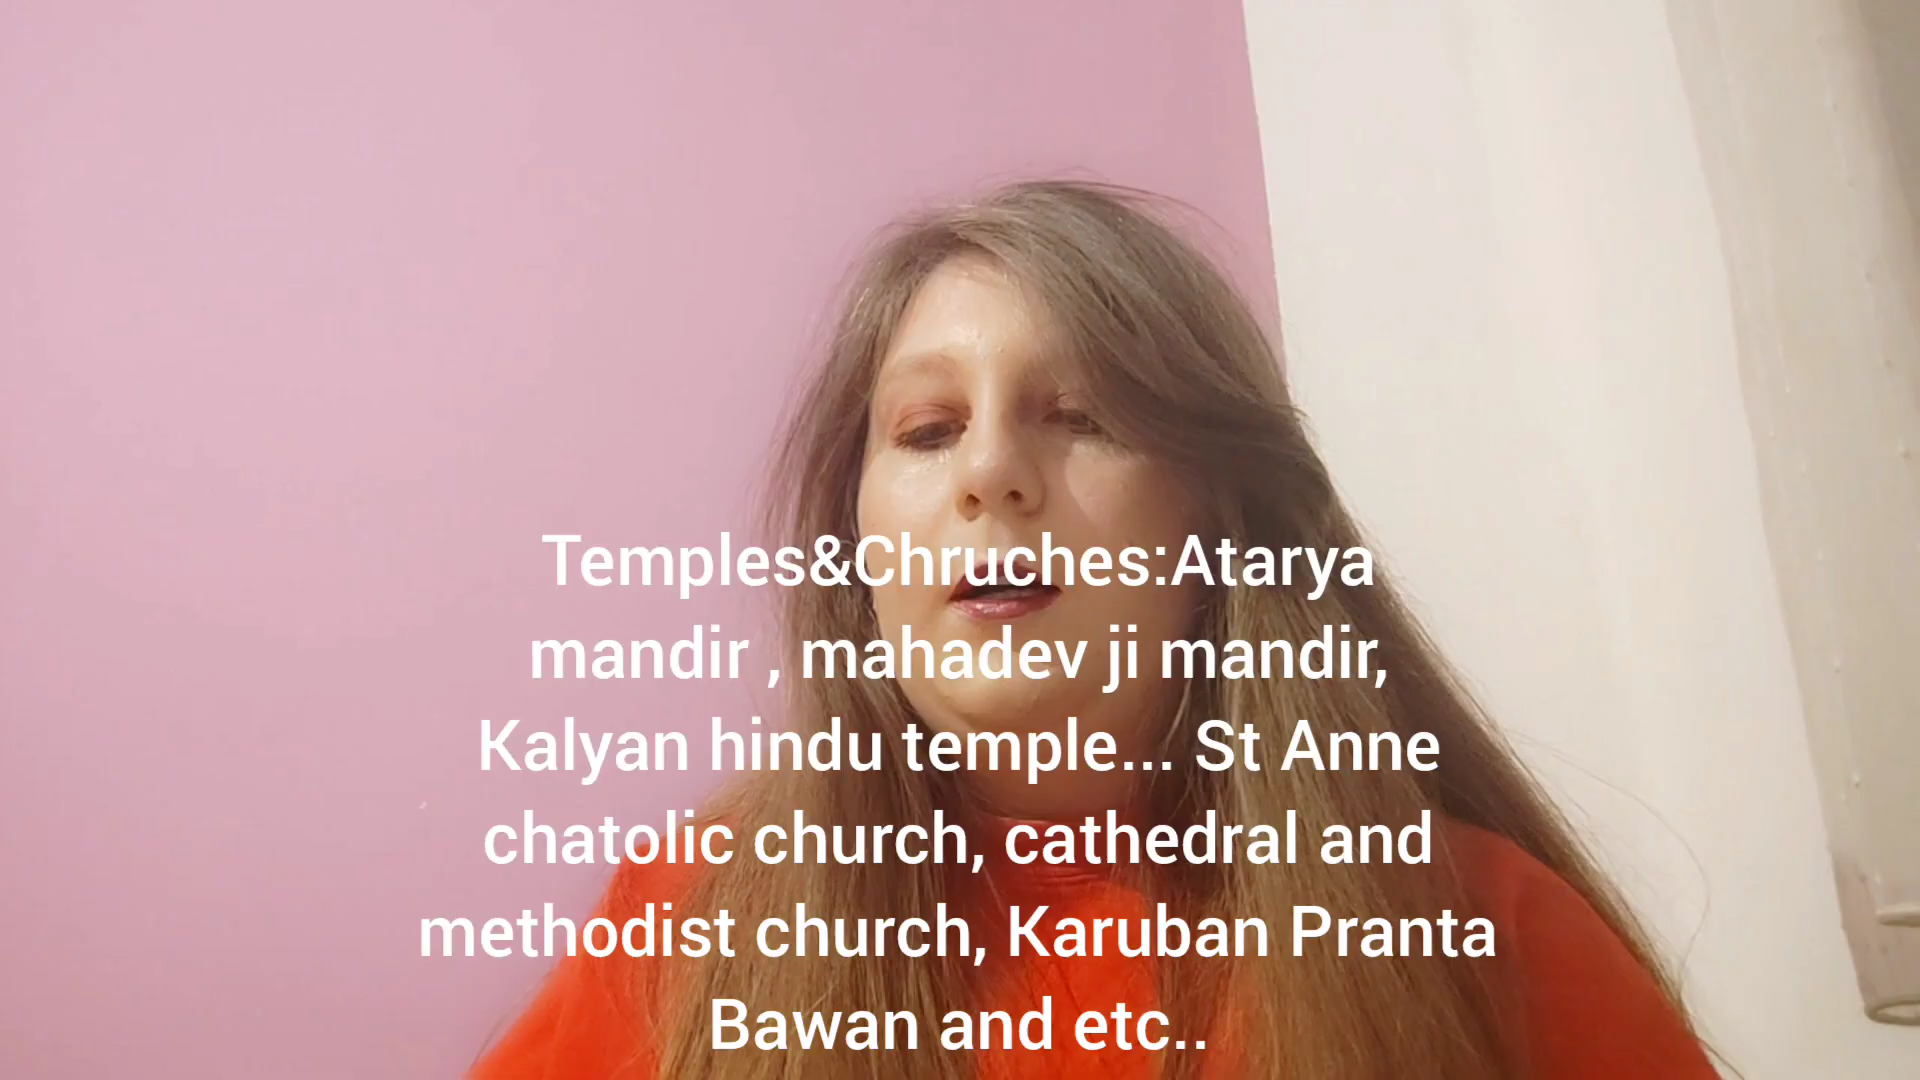 Temples&Chruches:Atarya
mandir , mahadev ji mandir,
Kalyan hindu temple... St Anne
chatolic church, cathedral and
methodist church, Karuban Pranta
Bawan and etc..